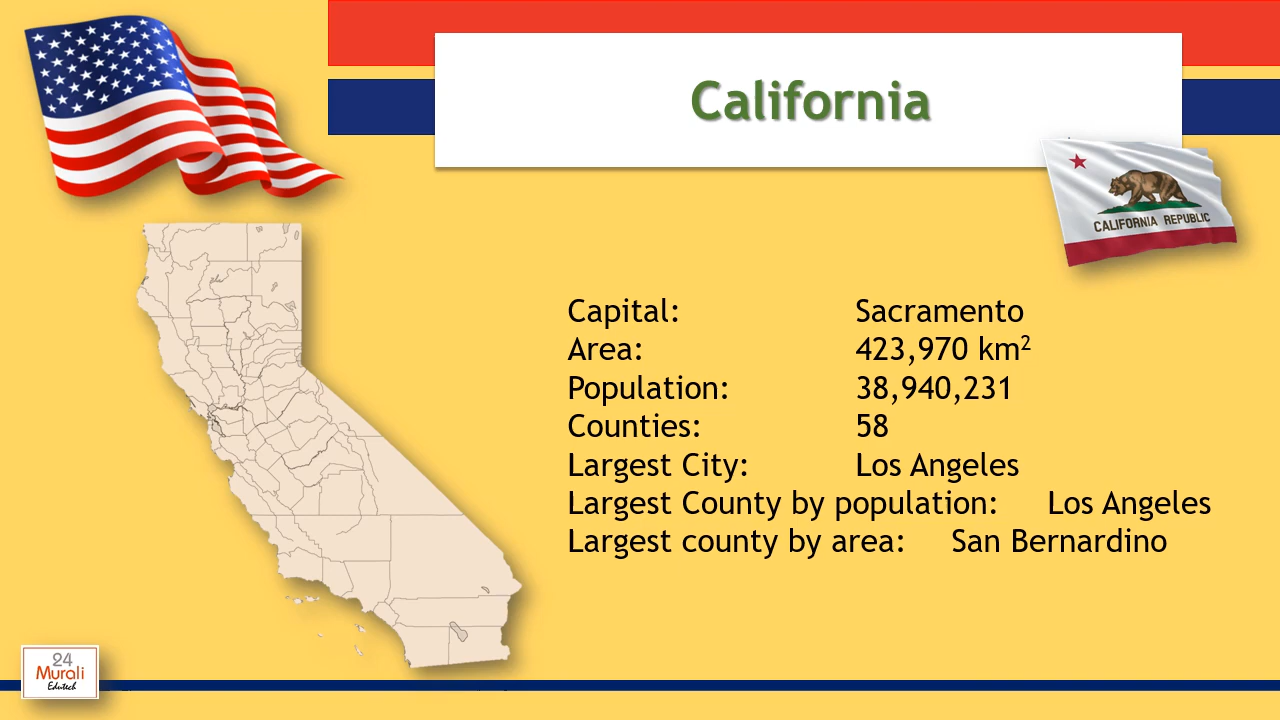 California
CALIFORNIA REPUBLIC
Capital: Sacramento
Area: 423,970 km²
Population: 38,940,231
Counties: 58
Largest City: Los Angeles
Largest County by population: Los Angeles
Largest county by area: San Bernardino
24
Murali
Edutech